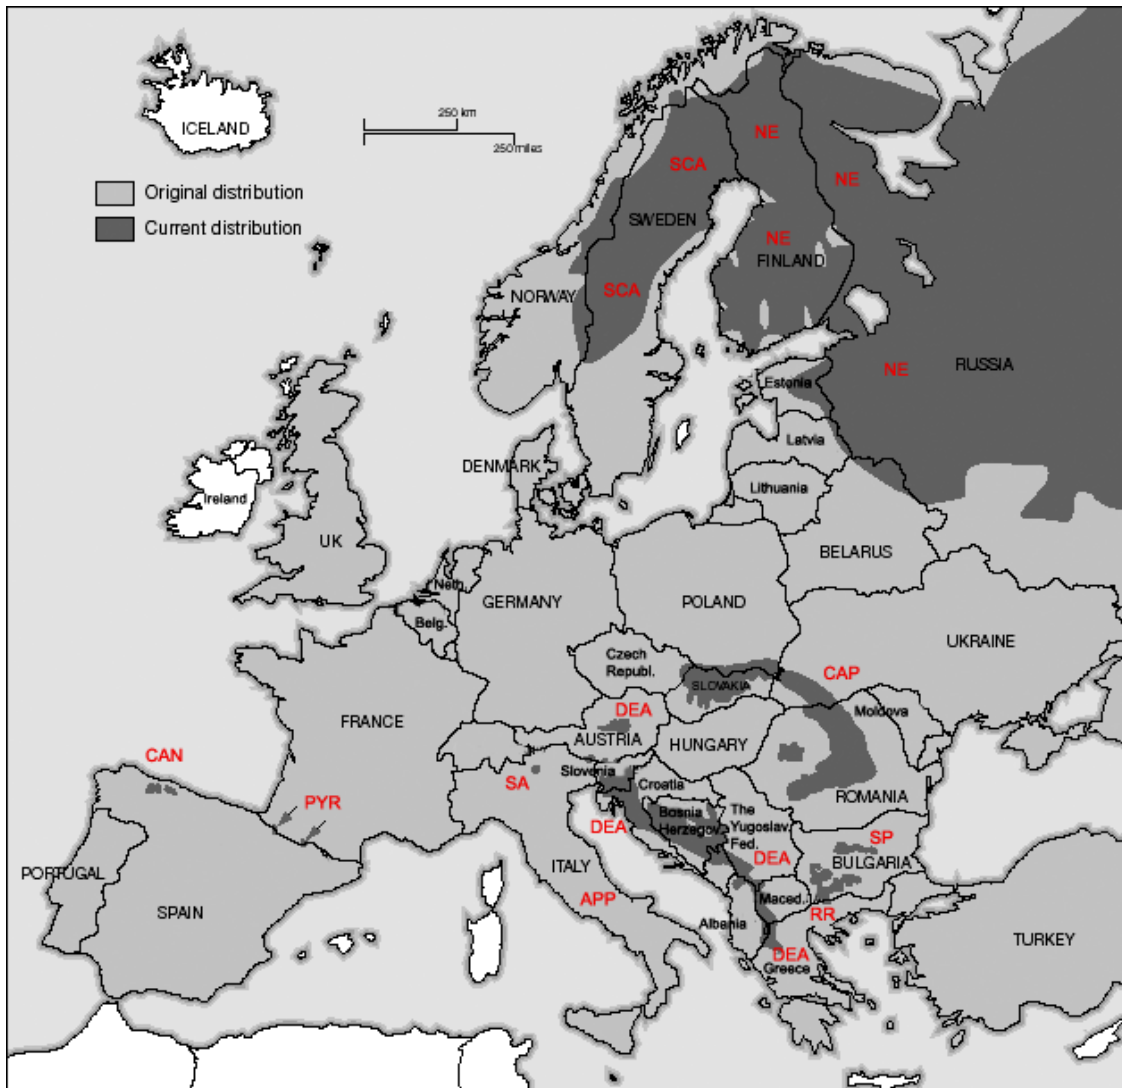 ICELAND
250 km
250 miles
Original distribution
Current distribution
NE
SCA
NE
SWEDEN
NE
FINLAND
SCA
NORWAY
NE
RUSSIA
Estonia
Latvia
DENMARK
Lithuania
Ireland
UK
BELARUS
Neth.
GERMANY
POLAND
Belg.
UKRAINE
Czech
Republ.
CAP
SLOVAKIA
DEA
Moldova
FRANCE
AUSTRIA
HUNGARY
CAN
Slovenia
SA
Croatia
ROMANIA
PYR
Bosnia
Herzegov.
The
Yugoslav.
Fed.
DEA
SP
DEA
BULGARIA
ITALY
PORTUGAL
APP
Maced.
SPAIN
RR
Albania
TURKEY
DEA
Greece